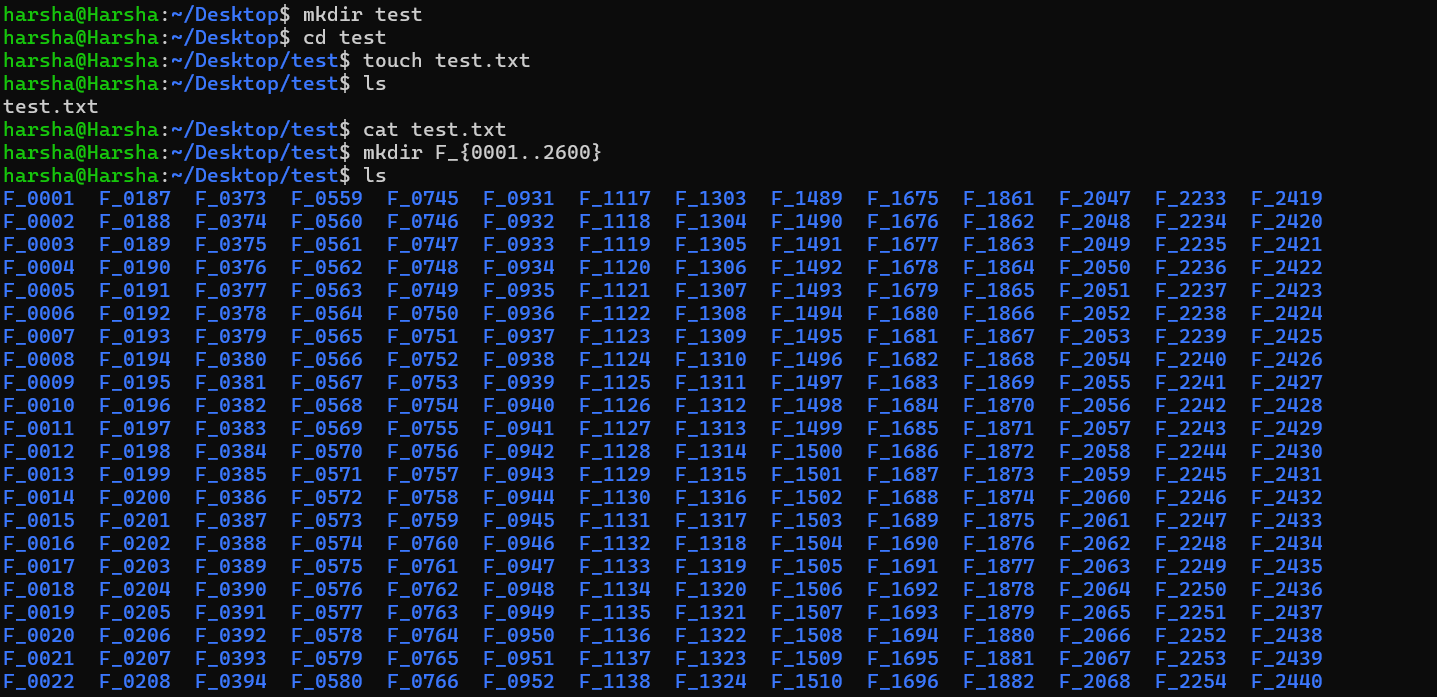 harsha@Harsha:~/Desktop$ mkdir test
harsha@Harsha:~/Desktop$ cd test
harsha@Harsha:~/Desktop/test$ touch test.txt
harsha@Harsha:~/Desktop/test$ ls
test.txt
harsha@Harsha:~/Desktop/test$ cat test.txt
harsha@Harsha:~/Desktop/test$ mkdir F_{0001..2600}
harsha@Harsha:~/Desktop/test$ ls
F_0001 F_0187 F_0373 F_0559 F_0745 F_0931 F_1117 F_1303 F_1489 F_1675 F_1861 F_2047 F_2233 F_2419
F_0002 F_0188 F_0374 F_0560 F_0746 F_0932 F_1118 F_1304 F_1490 F_1676 F_1862 F_2048 F_2234 F_2420
F_0003 F_0189 F_0375 F_0561 F_0747 F_0933 F_1119 F_1305 F_1491 F_1677 F_1863 F_2049 F_2235 F_2421
F_0004 F_0190 F_0376 F_0562 F_0748 F_0934 F_1120 F_1306 F_1492 F_1678 F_1864 F_2050 F_2236 F_2422
F_0005 F_0191 F_0377 F_0563 F_0749 F_0935 F_1121 F_1307 F_1493 F_1679 F_1865 F_2051 F_2237 F_2423
F_0006 F_0192 F_0378 F_0564 F_0750 F_0936 F_1122 F_1308 F_1494 F_1680 F_1866 F_2052 F_2238 F_2424
F_0007 F_0193 F_0379 F_0565 F_0751 F_0937 F_1123 F_1309 F_1495 F_1681 F_1867 F_2053 F_2239 F_2425
F_0008 F_0194 F_0380 F_0566 F_0752 F_0938 F_1124 F_1310 F_1496 F_1682 F_1868 F_2054 F_2240 F_2426
F_0009 F_0195 F_0381 F_0567 F_0753 F_0939 F_1125 F_1311 F_1497 F_1683 F_1869 F_2055 F_2241 F_2427
F_0010 F_0196 F_0382 F_0568 F_0754 F_0940 F_1126 F_1312 F_1498 F_1684 F_1870 F_2056 F_2242 F_2428
F_0011 F_0197 F_0383 F_0569 F_0755 F_0941 F_1127 F_1313 F_1499 F_1685 F_1871 F_2057 F_2243 F_2429
F_0012 F_0198 F_0384 F_0570 F_0756 F_0942 F_1128 F_1314 F_1500 F_1686 F_1872 F_2058 F_2244 F_2430
F_0013 F_0199 F_0385 F_0571 F_0757 F_0943 F_1129 F_1315 F_1501 F_1687 F_1873 F_2059 F_2245 F_2431
F_0014 F_0200 F_0386 F_0572 F_0758 F_0944 F_1130 F_1316 F_1502 F_1688 F_1874 F_2060 F_2246 F_2432
F_0015 F_0201 F_0387 F_0573 F_0759 F_0945 F_1131 F_1317 F_1503 F_1689 F_1875 F_2061 F_2247 F_2433
F_0016 F_0202 F_0388 F_0574 F_0760 F_0946 F_1132 F_1318 F_1504 F_1690 F_1876 F_2062 F_2248 F_2434
F_0017 F_0203 F_0389 F_0575 F_0761 F_0947 F_1133 F_1319 F_1505 F_1691 F_1877 F_2063 F_2249 F_2435
F_0018 F_0204 F_0390 F_0576 F_0762 F_0948 F_1134 F_1320 F_1506 F_1692 F_1878 F_2064 F_2250 F_2436
F_0019 F_0205 F_0391 F_0577 F_0763 F_0949 F_1135 F_1321 F_1507 F_1693 F_1879 F_2065 F_2251 F_2437
F_0020 F_0206 F_0392 F_0578 F_0764 F_0950 F_1136 F_1322 F_1508 F_1694 F_1880 F_2066 F_2252 F_2438
F_0021 F_0207 F_0393 F_0579 F_0765 F_0951 F_1137 F_1323 F_1509 F_1695 F_1881 F_2067 F_2253 F_2439
F_0022 F_0208 F_0394 F_0580 F_0766 F_0952 F_1138 F_1324 F_1510 F_1696 F_1882 F_2068 F_2254 F_2440